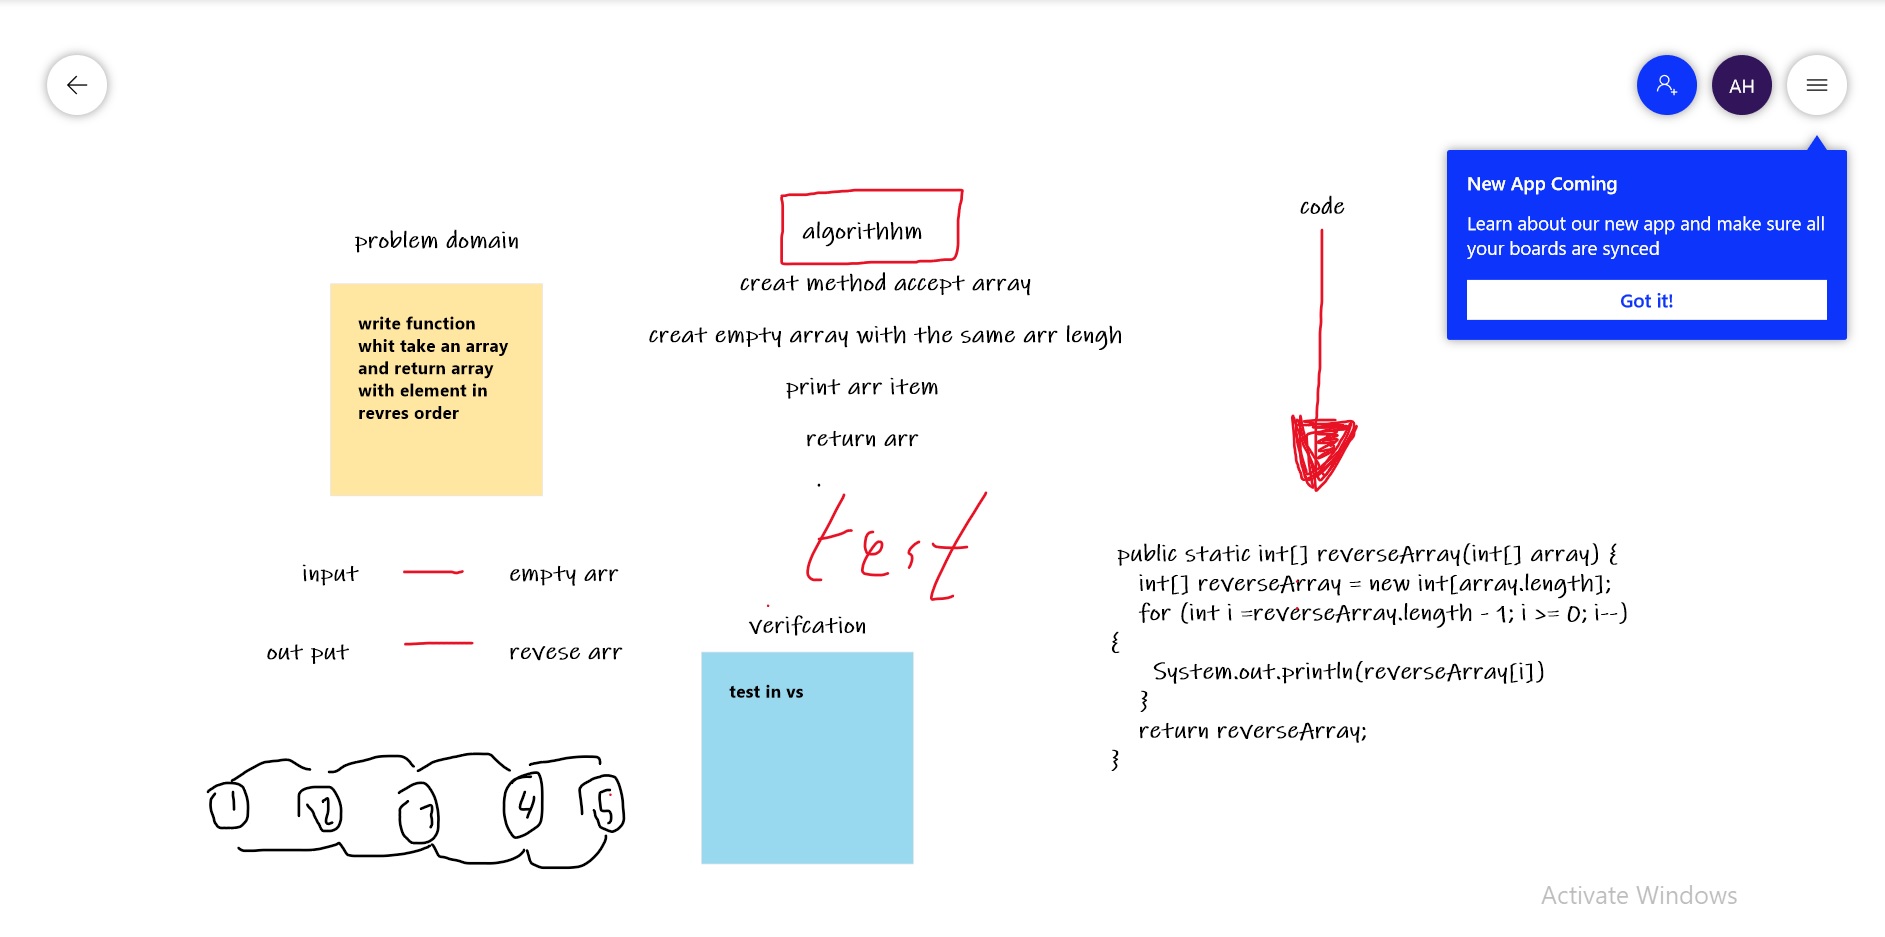 AH
New App Coming
Learn about our new app and make sure all
your boards are synced
Got it!
problem domain
write function
whit take an array
and return array
with element in
revres order
input
empty arr
out put
revese arr
1 2 3 4 5
algorithhm
creat method accept array
creat empty array with the same arr lengh
print arr item
return arr
test
verifcation
test in vs
code
public static int[] reverseArray(int[] array) {
int[] reverseArray = new int[array.length];
for (int i =reverseArray.length - 1; i >= 0; i--)
{
System.out.println(reverseArray[i])
}
return reverseArray;
}
Activate Windows